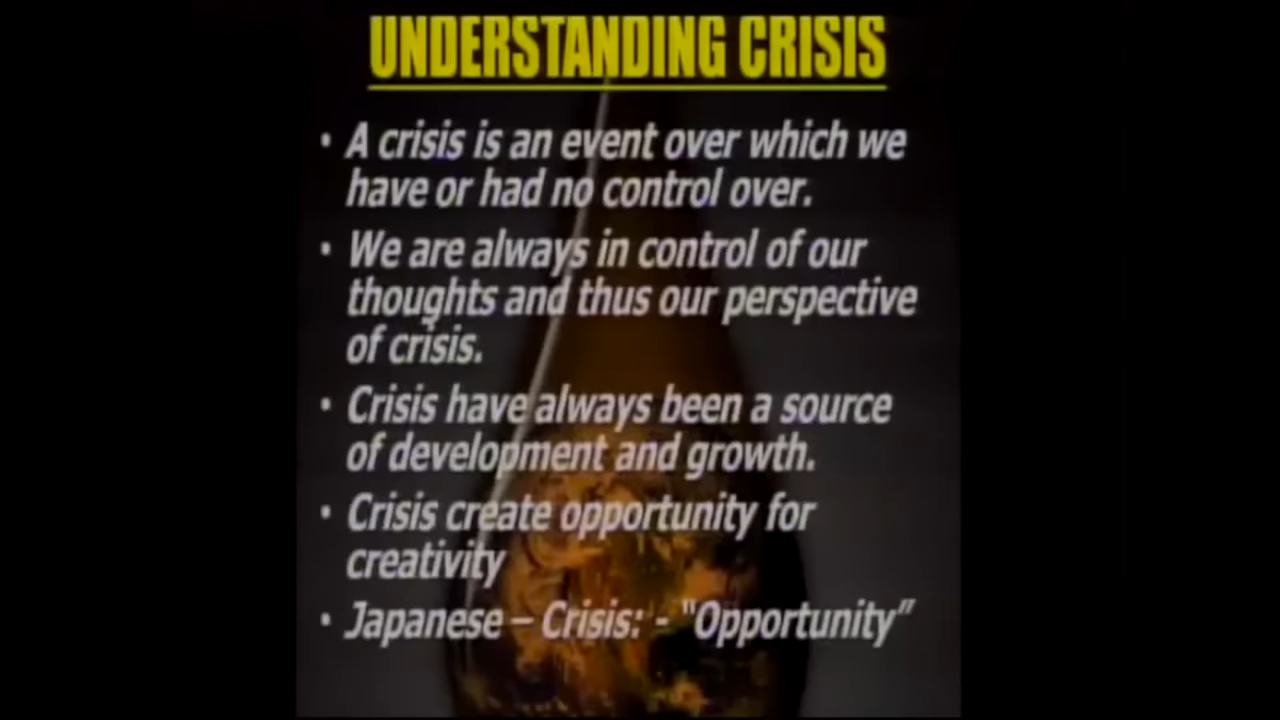 UNDERSTANDING CRISIS
• A crisis is an event over which we
have or had no control over.
• We are always in control of our
thoughts and thus our perspective
of crisis.
• Crisis have always been a source
of development and growth.
• Crisis create opportunity for
creativity
• Japanese – Crisis: - "Opportunity"